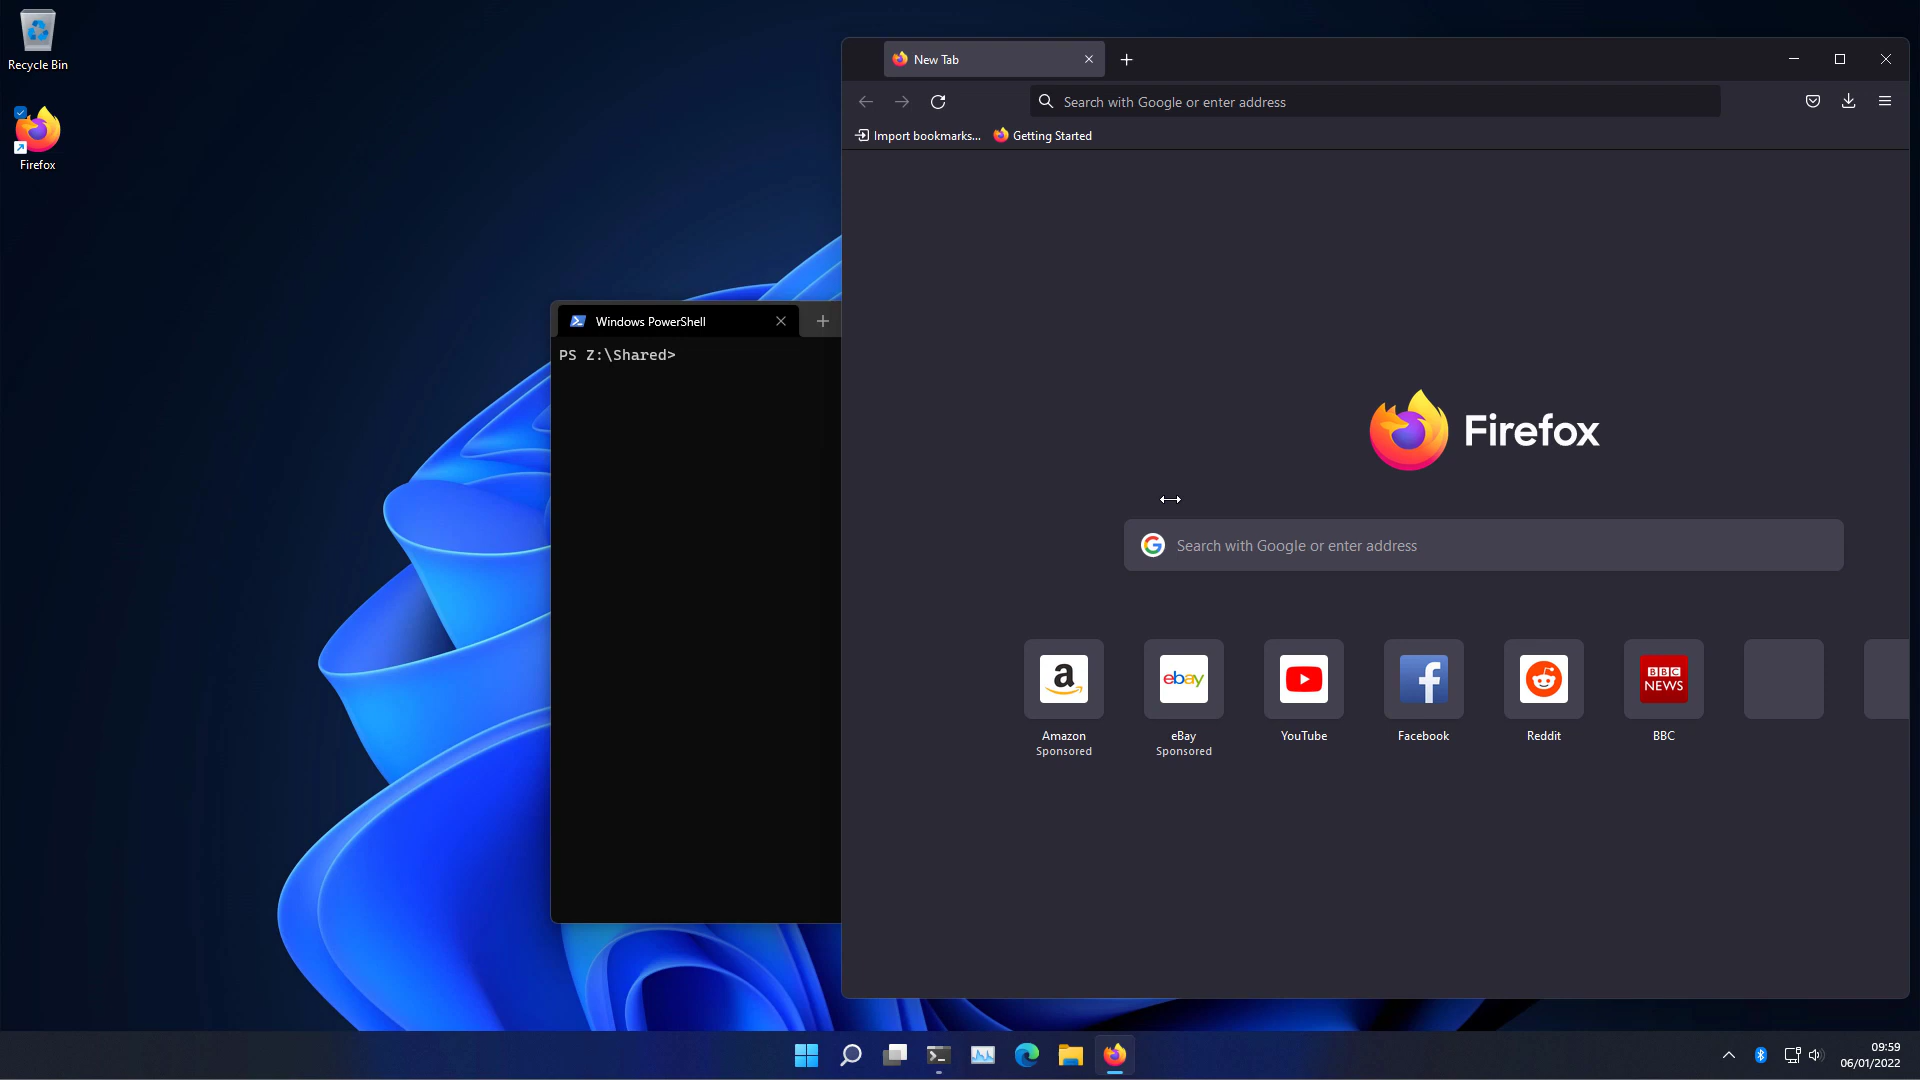 Recycle Bin
Firefox
New Tab
Search with Google or enter address
Import bookmarks...
Getting Started
Windows PowerShell
PS Z:\Shared>
Firefox
Search with Google or enter address
a
ebay
f
BBC
NEWS
Amazon
Sponsored
eBay
Sponsored
YouTube
Facebook
Reddit
BBC
09:59
06/01/2022